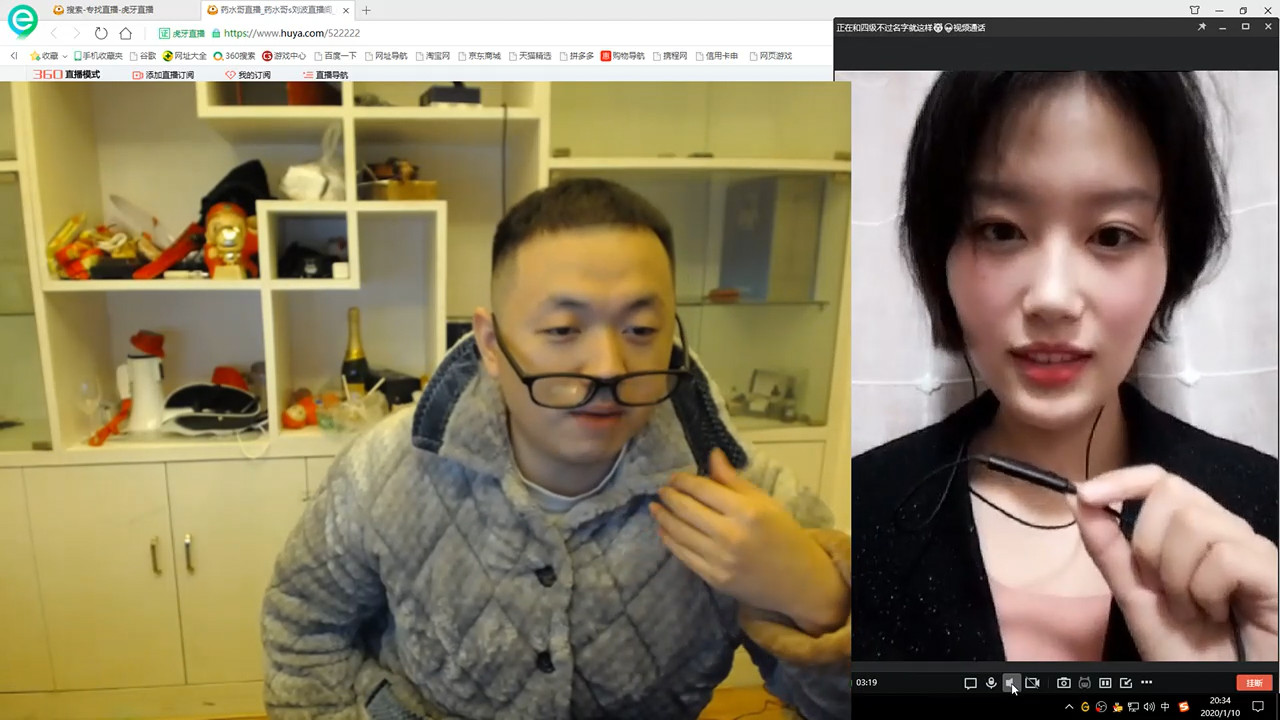 搜索-专找直播-虎牙直播
药水哥直播_药水哥s刘波直播间
证 虎牙直播 https://www.huya.com/522222
收藏 手机收藏夹 谷歌 网址大全 360搜索 游戏中心 百度一下 网址导航 淘宝网 京东商城 天猫精选 拼多多 购物导航 携程网 信用卡申 网页游戏
360直播模式 添加直播订阅 我的订阅 直播导航
正在和四级不过名字就这样 视频通话
03:19
挂断
中
20:34
2020/1/10